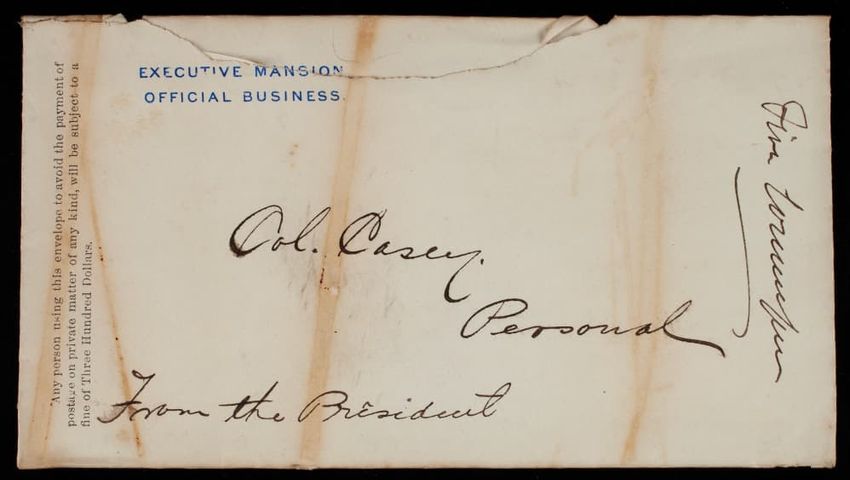 EXECUTIVE MANSION
OFFICIAL BUSINESS.
Any person using this envelope to avoid the payment of
postage on private matter of any kind, will be subject to a
fine of Three Hundred Dollars.
Col. Casey.
Personal
From the President